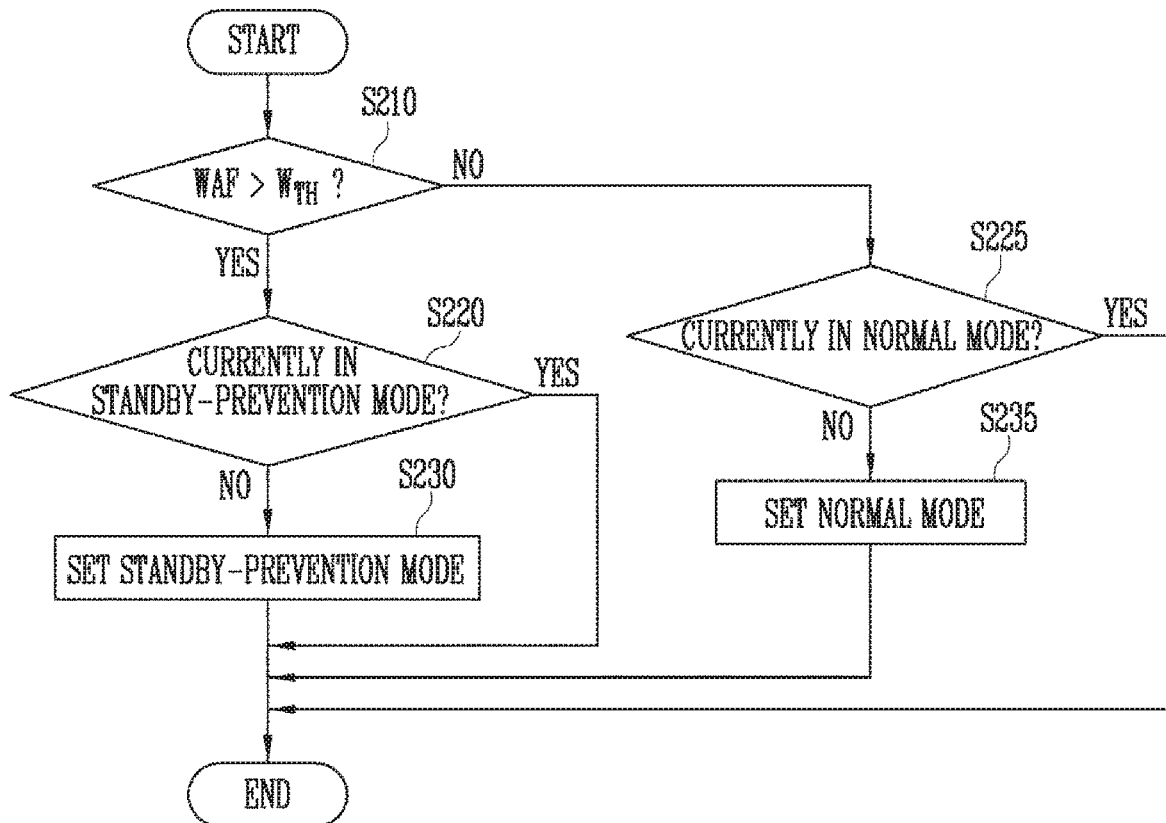 START
S210
WAF > WTH ?
NO
YES
S225
CURRENTLY IN NORMAL MODE?
YES
S220
CURRENTLY IN
STANDBY-PREVENTION MODE?
YES
NO
S235
SET NORMAL MODE
NO
S230
SET STANDBY-PREVENTION MODE
END